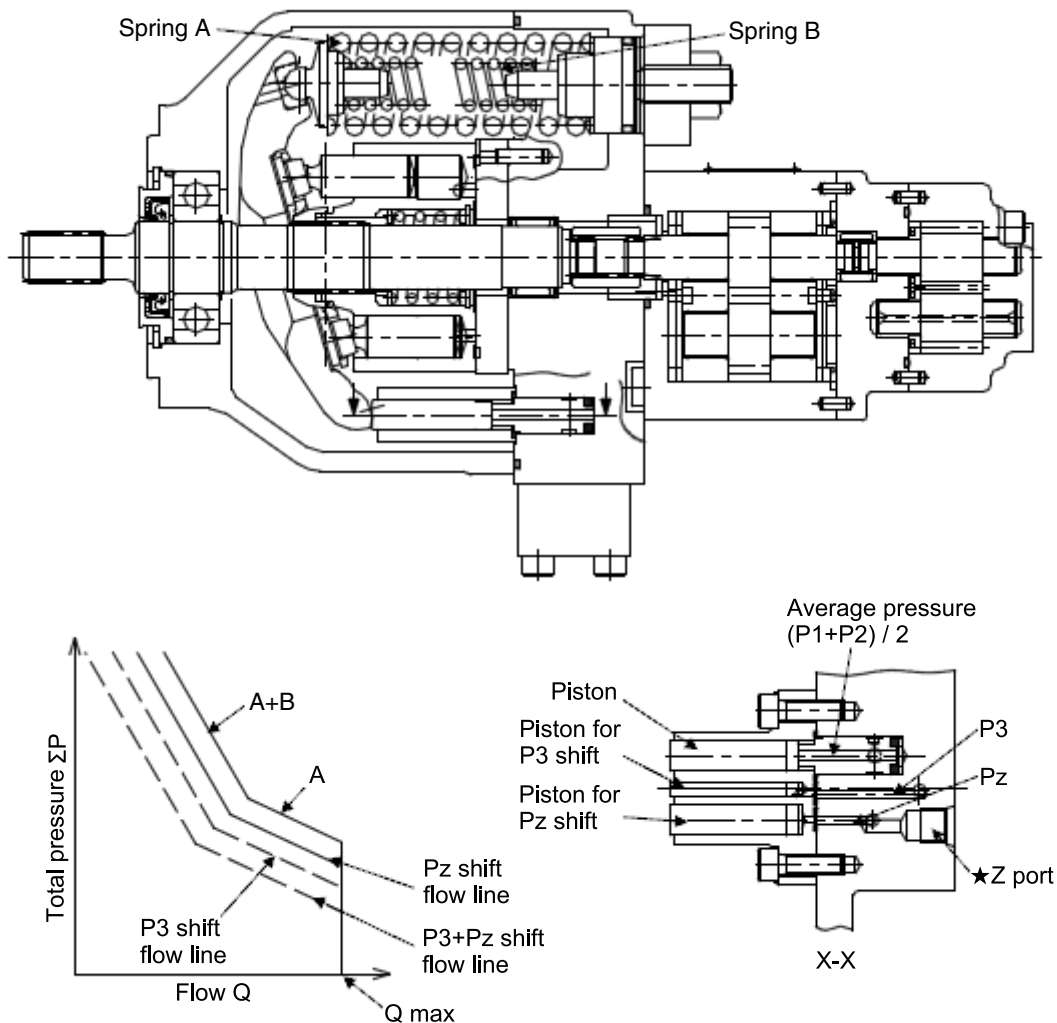 Spring A
Spring B
Total pressure ΣP
A+B
A
Pz shift
flow line
P3 shift
flow line
P3+Pz shift
flow line
Flow Q
Q max
Average pressure
(P1+P2) / 2
Piston
Piston for
P3 shift
Piston for
Pz shift
P3
Pz
★Z port
X-X